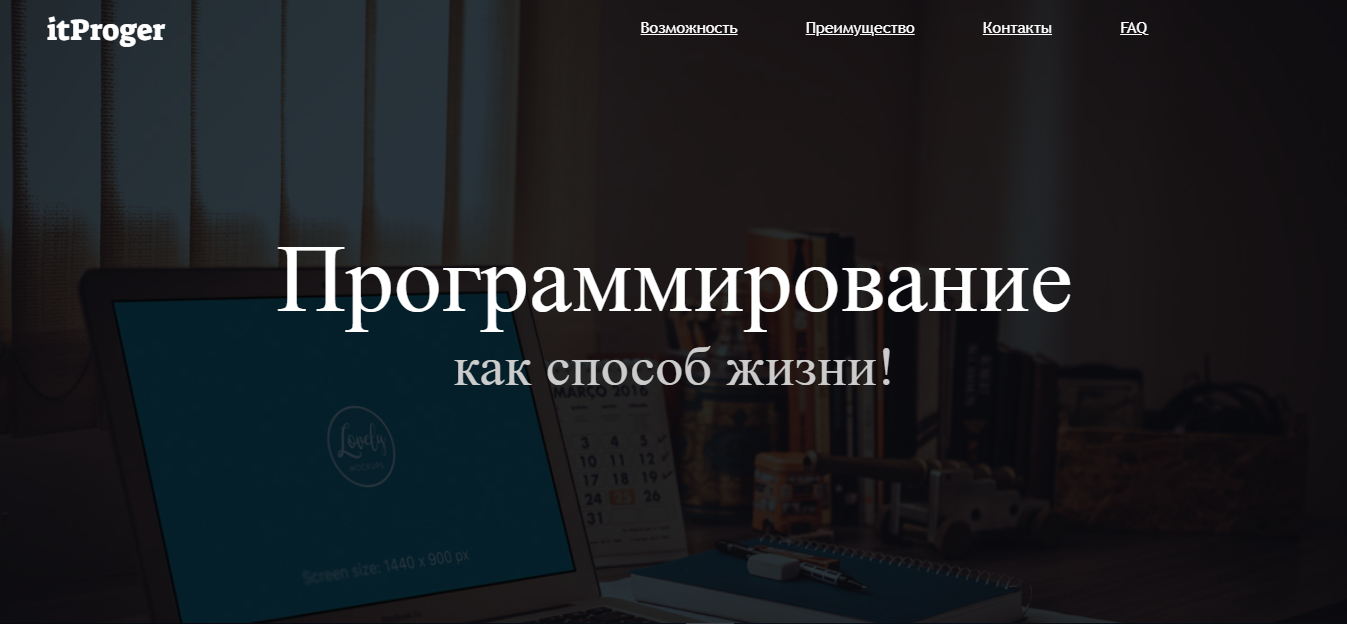 itProger
Возможность Преимущество Контакты FAQ
Программирование
как способ жизни!
MARÇO 2016
3 4 5
10 11 12
17 18 19
24 25 26
31
Lovely
MOCKUPS
Screen size: 1440 x 900 px